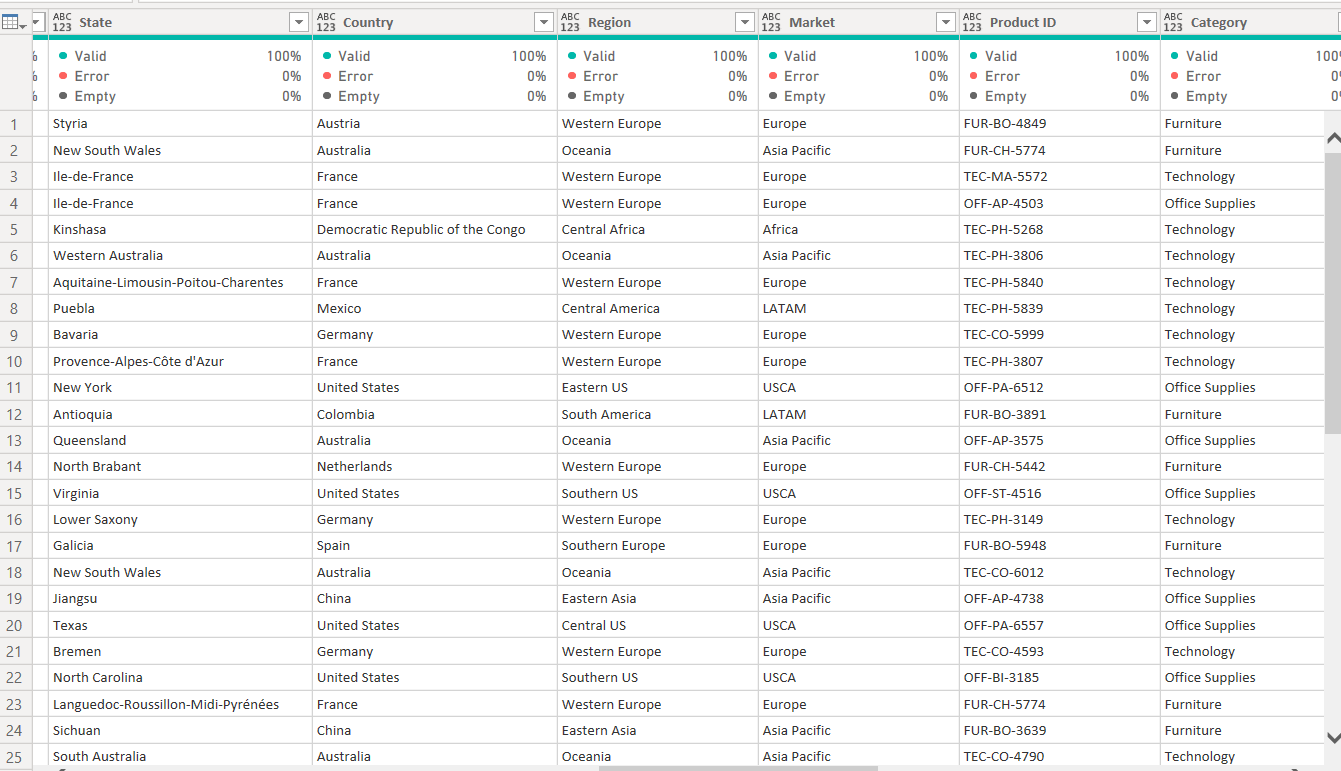 ABC 123 State ABC 123 Country ABC 123 Region ABC 123 Market ABC 123 Product ID ABC 123 Category
% Valid 100% Valid 100% Valid 100% Valid 100% Valid 100% Valid 100%
% Error 0% Error 0% Error 0% Error 0% Error 0% Error 0%
% Empty 0% Empty 0% Empty 0% Empty 0% Empty 0% Empty 0%
1 Styria Austria Western Europe Europe FUR-BO-4849 Furniture
2 New South Wales Australia Oceania Asia Pacific FUR-CH-5774 Furniture
3 Ile-de-France France Western Europe Europe TEC-MA-5572 Technology
4 Ile-de-France France Western Europe Europe OFF-AP-4503 Office Supplies
5 Kinshasa Democratic Republic of the Congo Central Africa Africa TEC-PH-5268 Technology
6 Western Australia Australia Oceania Asia Pacific TEC-PH-3806 Technology
7 Aquitaine-Limousin-Poitou-Charentes France Western Europe Europe TEC-PH-5840 Technology
8 Puebla Mexico Central America LATAM TEC-PH-5839 Technology
9 Bavaria Germany Western Europe Europe TEC-CO-5999 Technology
10 Provence-Alpes-Côte d'Azur France Western Europe Europe TEC-PH-3807 Technology
11 New York United States Eastern US USCA OFF-PA-6512 Office Supplies
12 Antioquia Colombia South America LATAM FUR-BO-3891 Furniture
13 Queensland Australia Oceania Asia Pacific OFF-AP-3575 Office Supplies
14 North Brabant Netherlands Western Europe Europe FUR-CH-5442 Furniture
15 Virginia United States Southern US USCA OFF-ST-4516 Office Supplies
16 Lower Saxony Germany Western Europe Europe TEC-PH-3149 Technology
17 Galicia Spain Southern Europe Europe FUR-BO-5948 Furniture
18 New South Wales Australia Oceania Asia Pacific TEC-CO-6012 Technology
19 Jiangsu China Eastern Asia Asia Pacific OFF-AP-4738 Office Supplies
20 Texas United States Central US USCA OFF-PA-6557 Office Supplies
21 Bremen Germany Western Europe Europe TEC-CO-4593 Technology
22 North Carolina United States Southern US USCA OFF-BI-3185 Office Supplies
23 Languedoc-Roussillon-Midi-Pyrénées France Western Europe Europe FUR-CH-5774 Furniture
24 Sichuan China Eastern Asia Asia Pacific FUR-BO-3639 Furniture
25 South Australia Australia Oceania Asia Pacific TEC-CO-4790 Technology